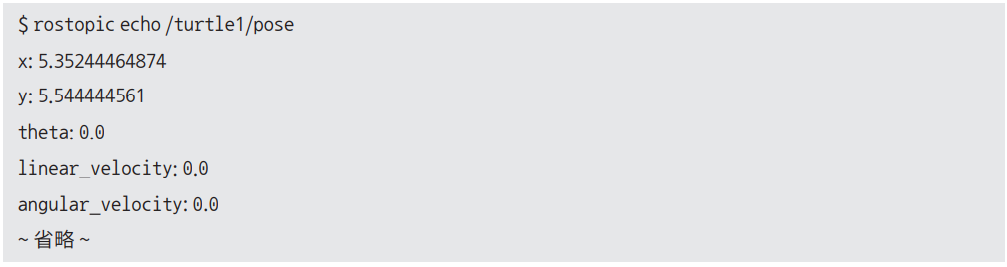 $ rostopic echo /turtle1/pose
x: 5.35244464874
y: 5.544444561
theta: 0.0
linear_velocity: 0.0
angular_velocity: 0.0
~ 省略 ~